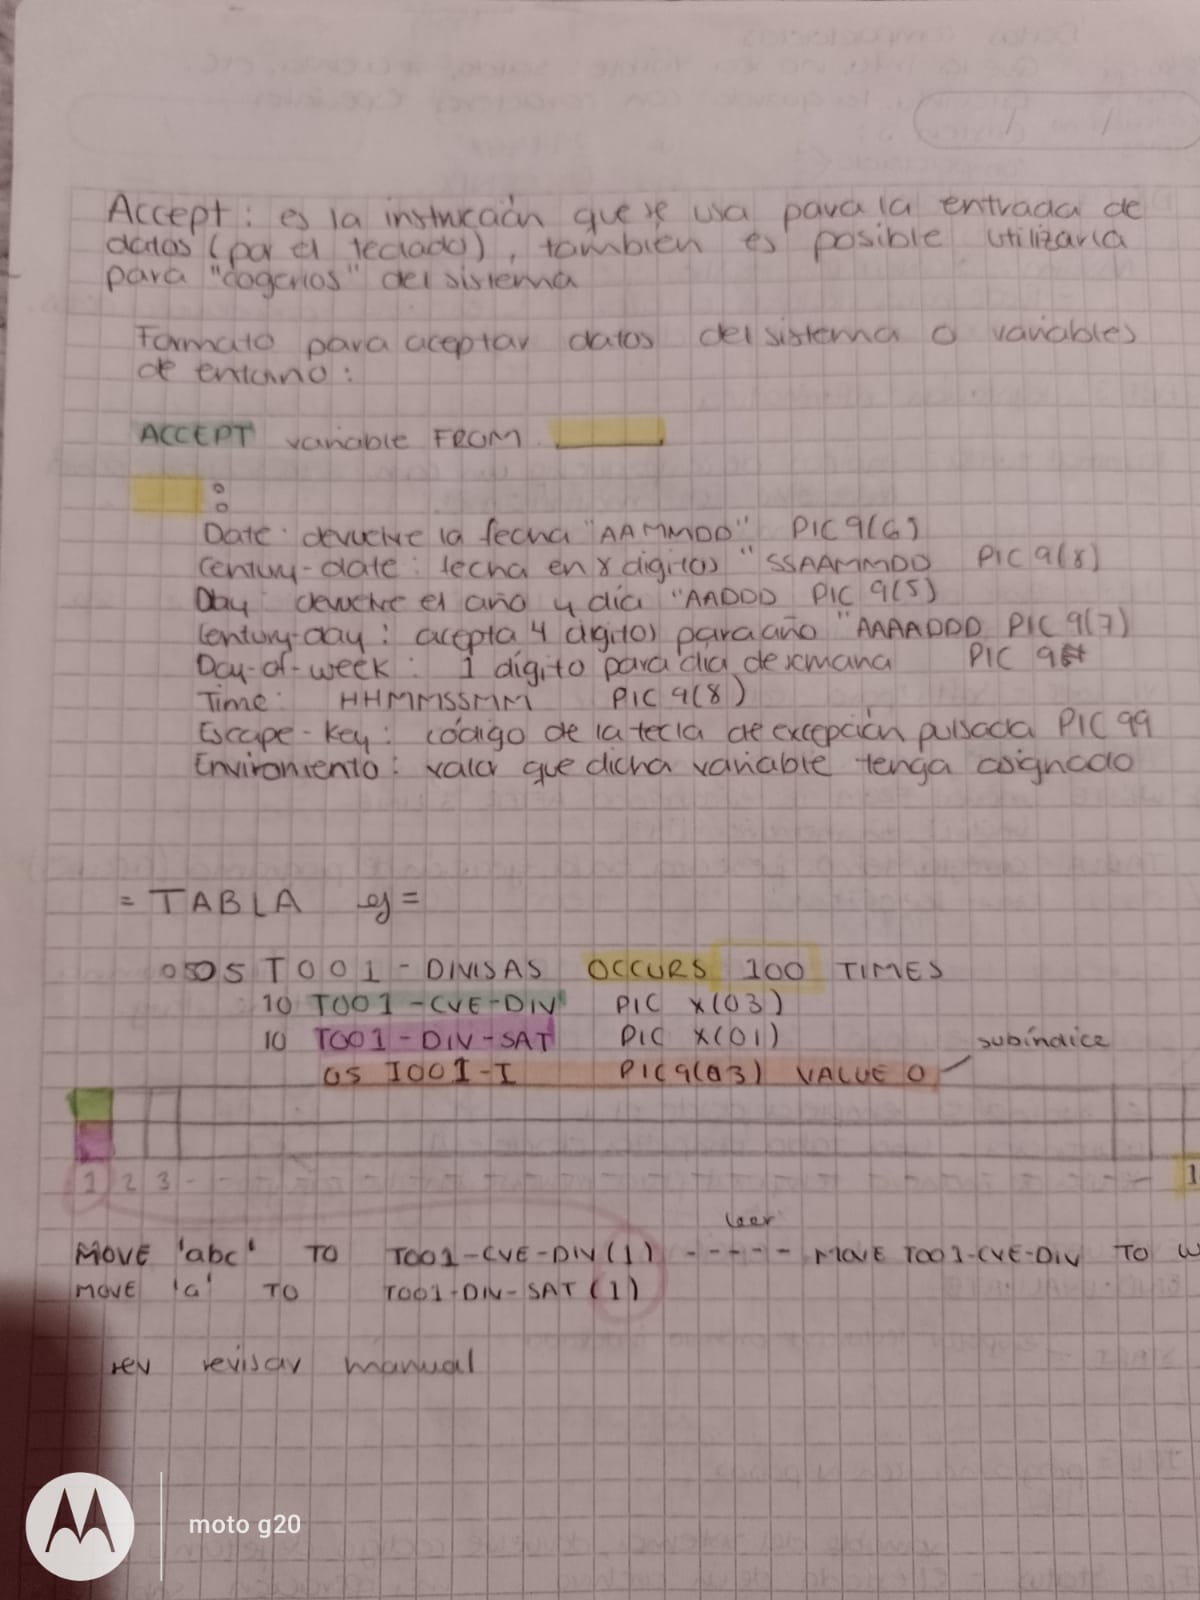 Accept: es la instrucción que se usa para la entrada de
datos (por el teclado), también es posible utilizarla
para "cogerlos" del sistema
Formato para aceptar datos del sistema o variables
de entorno:
ACCEPT variable FROM
:
Date: devuelve la fecha "AAMMDD" PIC 9(6)
Century-date: fecha en 8 digitos "SSAAMMDD PIC 9(8)
Day: devuelve el año y día "AADDD PIC 9(5)
Century-day: acepta 4 digitos para año "AAAADDD PIC 9(7)
Day-of-week: 1 dígito para dia de semana PIC 9
Time: HHMMSSMM PIC 9(8)
Escape-Key: código de la tecla de excepción pulsada PIC 99
Enviromiento: valor que dicha variable tenga asignado
= TABLA ej =
05 T001-DIVISAS OCCURS 100 TIMES
10 T001-CVE-DIV PIC X(03)
10 T001-DIV-SAT PIC X(01)
subíndice
05 I001-I PIC 9(03) VALUE 0
1 2 3 - 1
leer
MOVE 'abc' TO T001-CVE-DIV (1) - - - - - MOVE T001-CVE-DIV TO W
MOVE 'a' TO T001-DIV-SAT (1)
rev revisar manual
moto g20